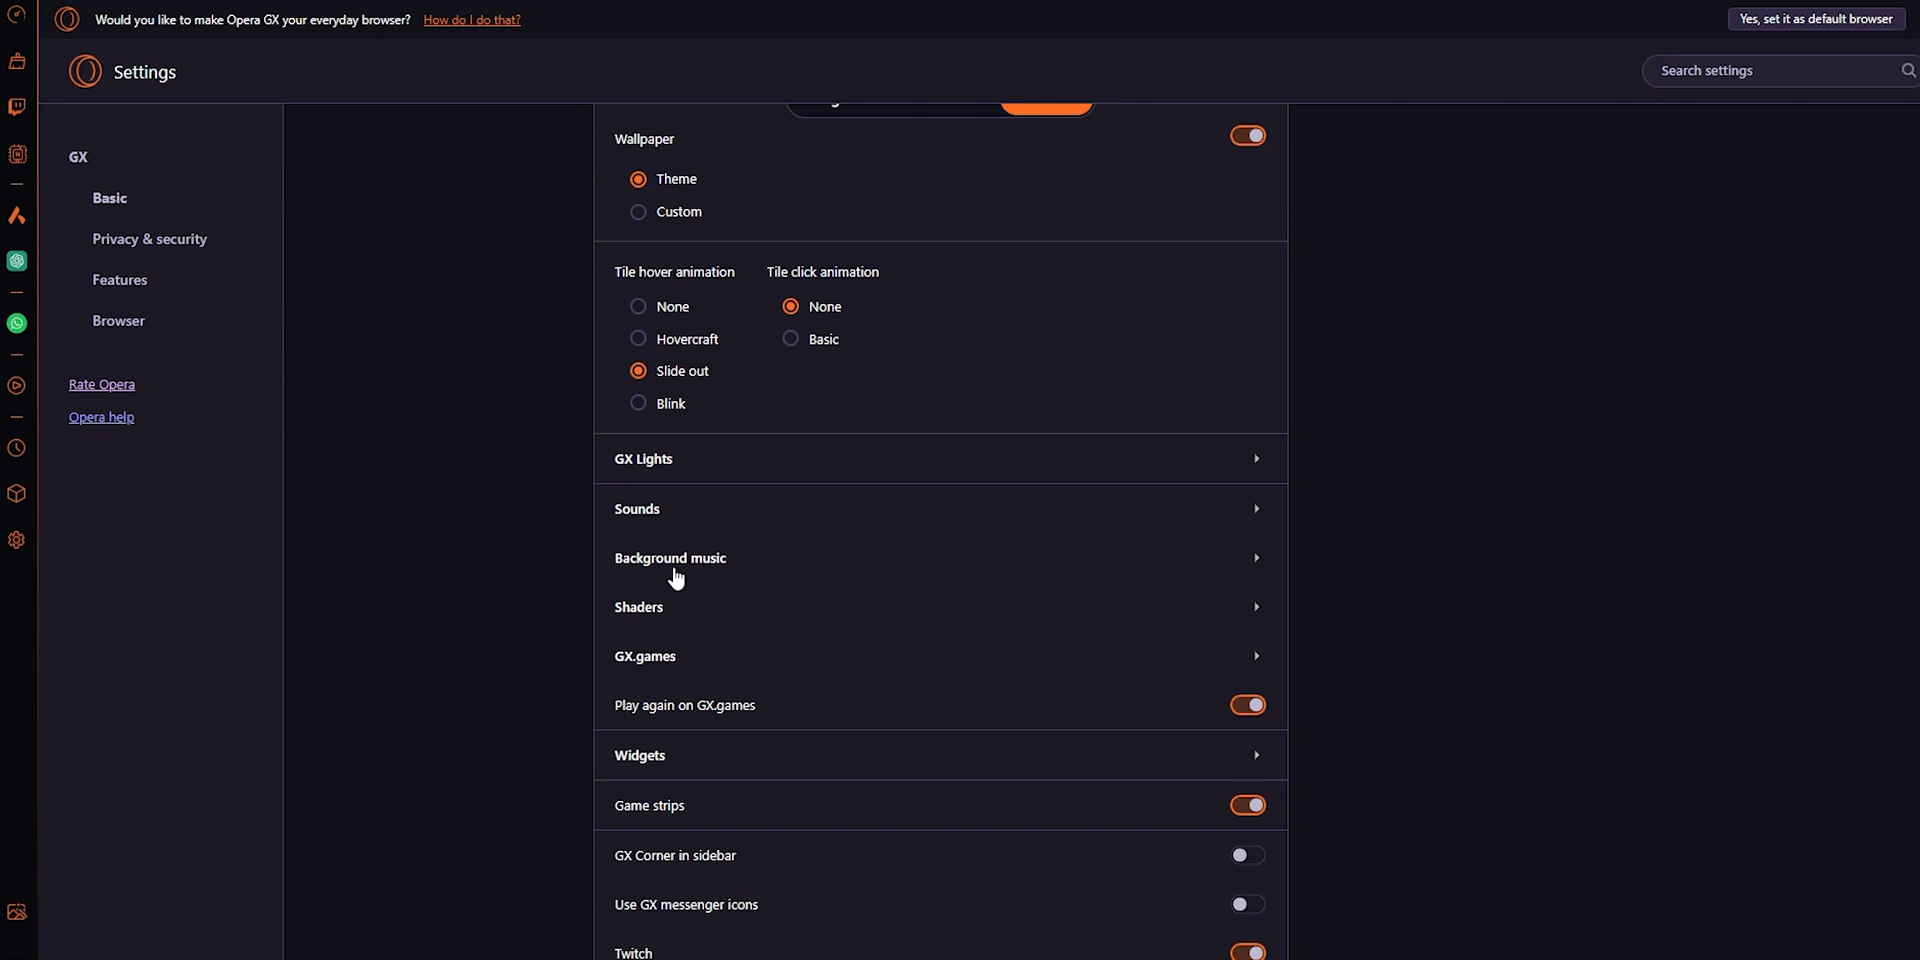 Would you like to make Opera GX your everyday browser? How do I do that?
Yes, set it as default browser
Settings
Search settings
GX
Basic
Privacy & security
Features
Browser
Rate Opera
Opera help
Wallpaper
Theme
Custom
Tile hover animation
Tile click animation
None
None
Hovercraft
Basic
Slide out
Blink
GX Lights
Sounds
Background music
Shaders
GX.games
Play again on GX.games
Widgets
Game strips
GX Corner in sidebar
Use GX messenger icons
Twitch